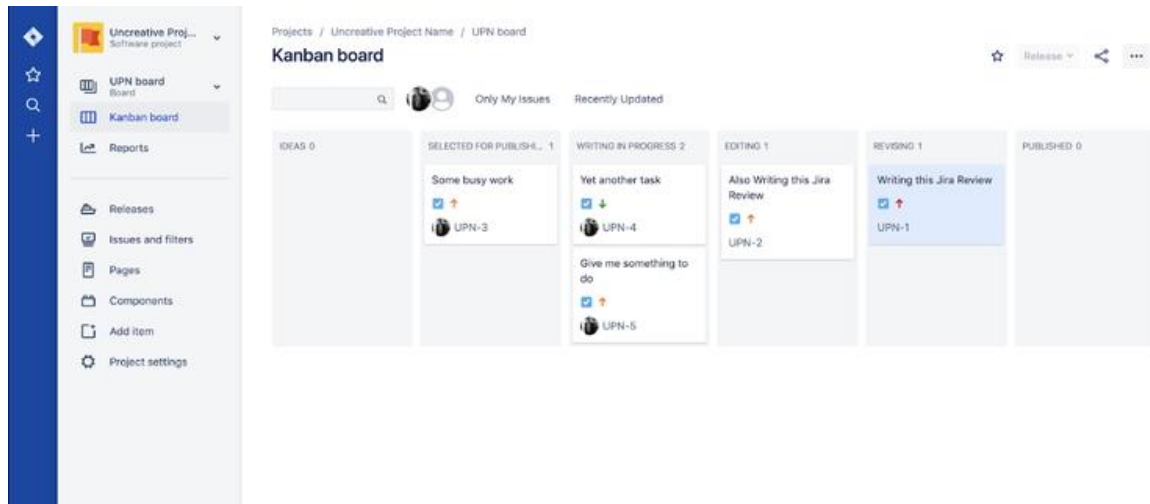 Uncreative Proj...
Software project
UPN board
Board
Kanban board
Reports
Releases
Issues and filters
Pages
Components
Add item
Project settings
Projects / Uncreative Project Name / UPN board
Kanban board
Release
Only My Issues
Recently Updated
IDEAS 0
SELECTED FOR PUBLISHI... 1
Some busy work
UPN-3
WRITING IN PROGRESS 2
Yet another task
UPN-4
Give me something to
do
UPN-5
EDITING 1
Also Writing this Jira
Review
UPN-2
REVISING 1
Writing this Jira Review
UPN-1
PUBLISHED 0